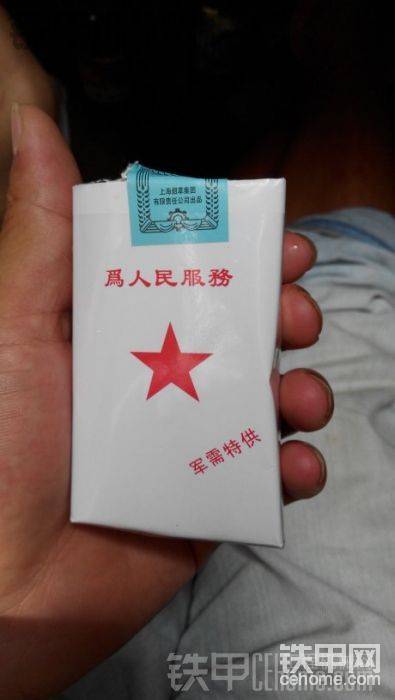 上海烟草集团
有限责任公司出品
爲人民服務
军需特供
铁甲网
cehome.com